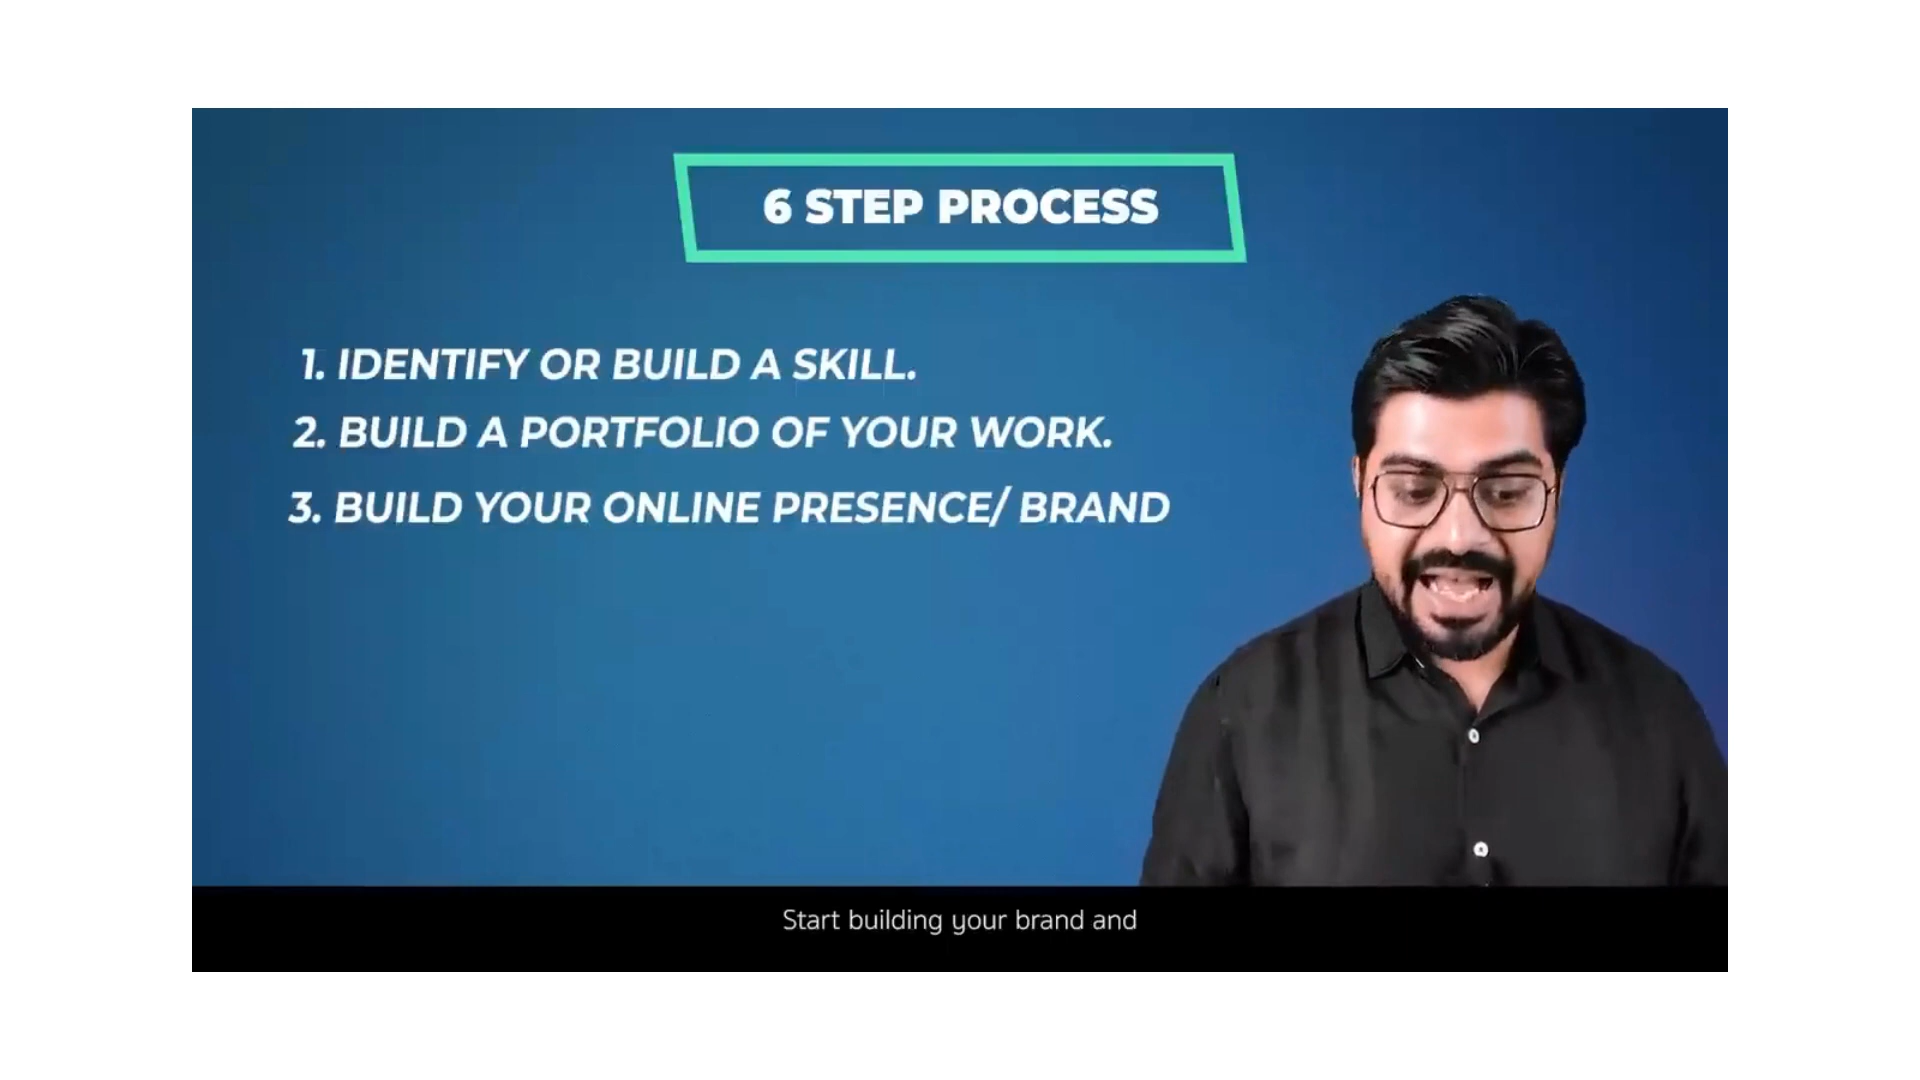 6 STEP PROCESS
1. IDENTIFY OR BUILD A SKILL.
2. BUILD A PORTFOLIO OF YOUR WORK.
3. BUILD YOUR ONLINE PRESENCE/ BRAND
Start building your brand and